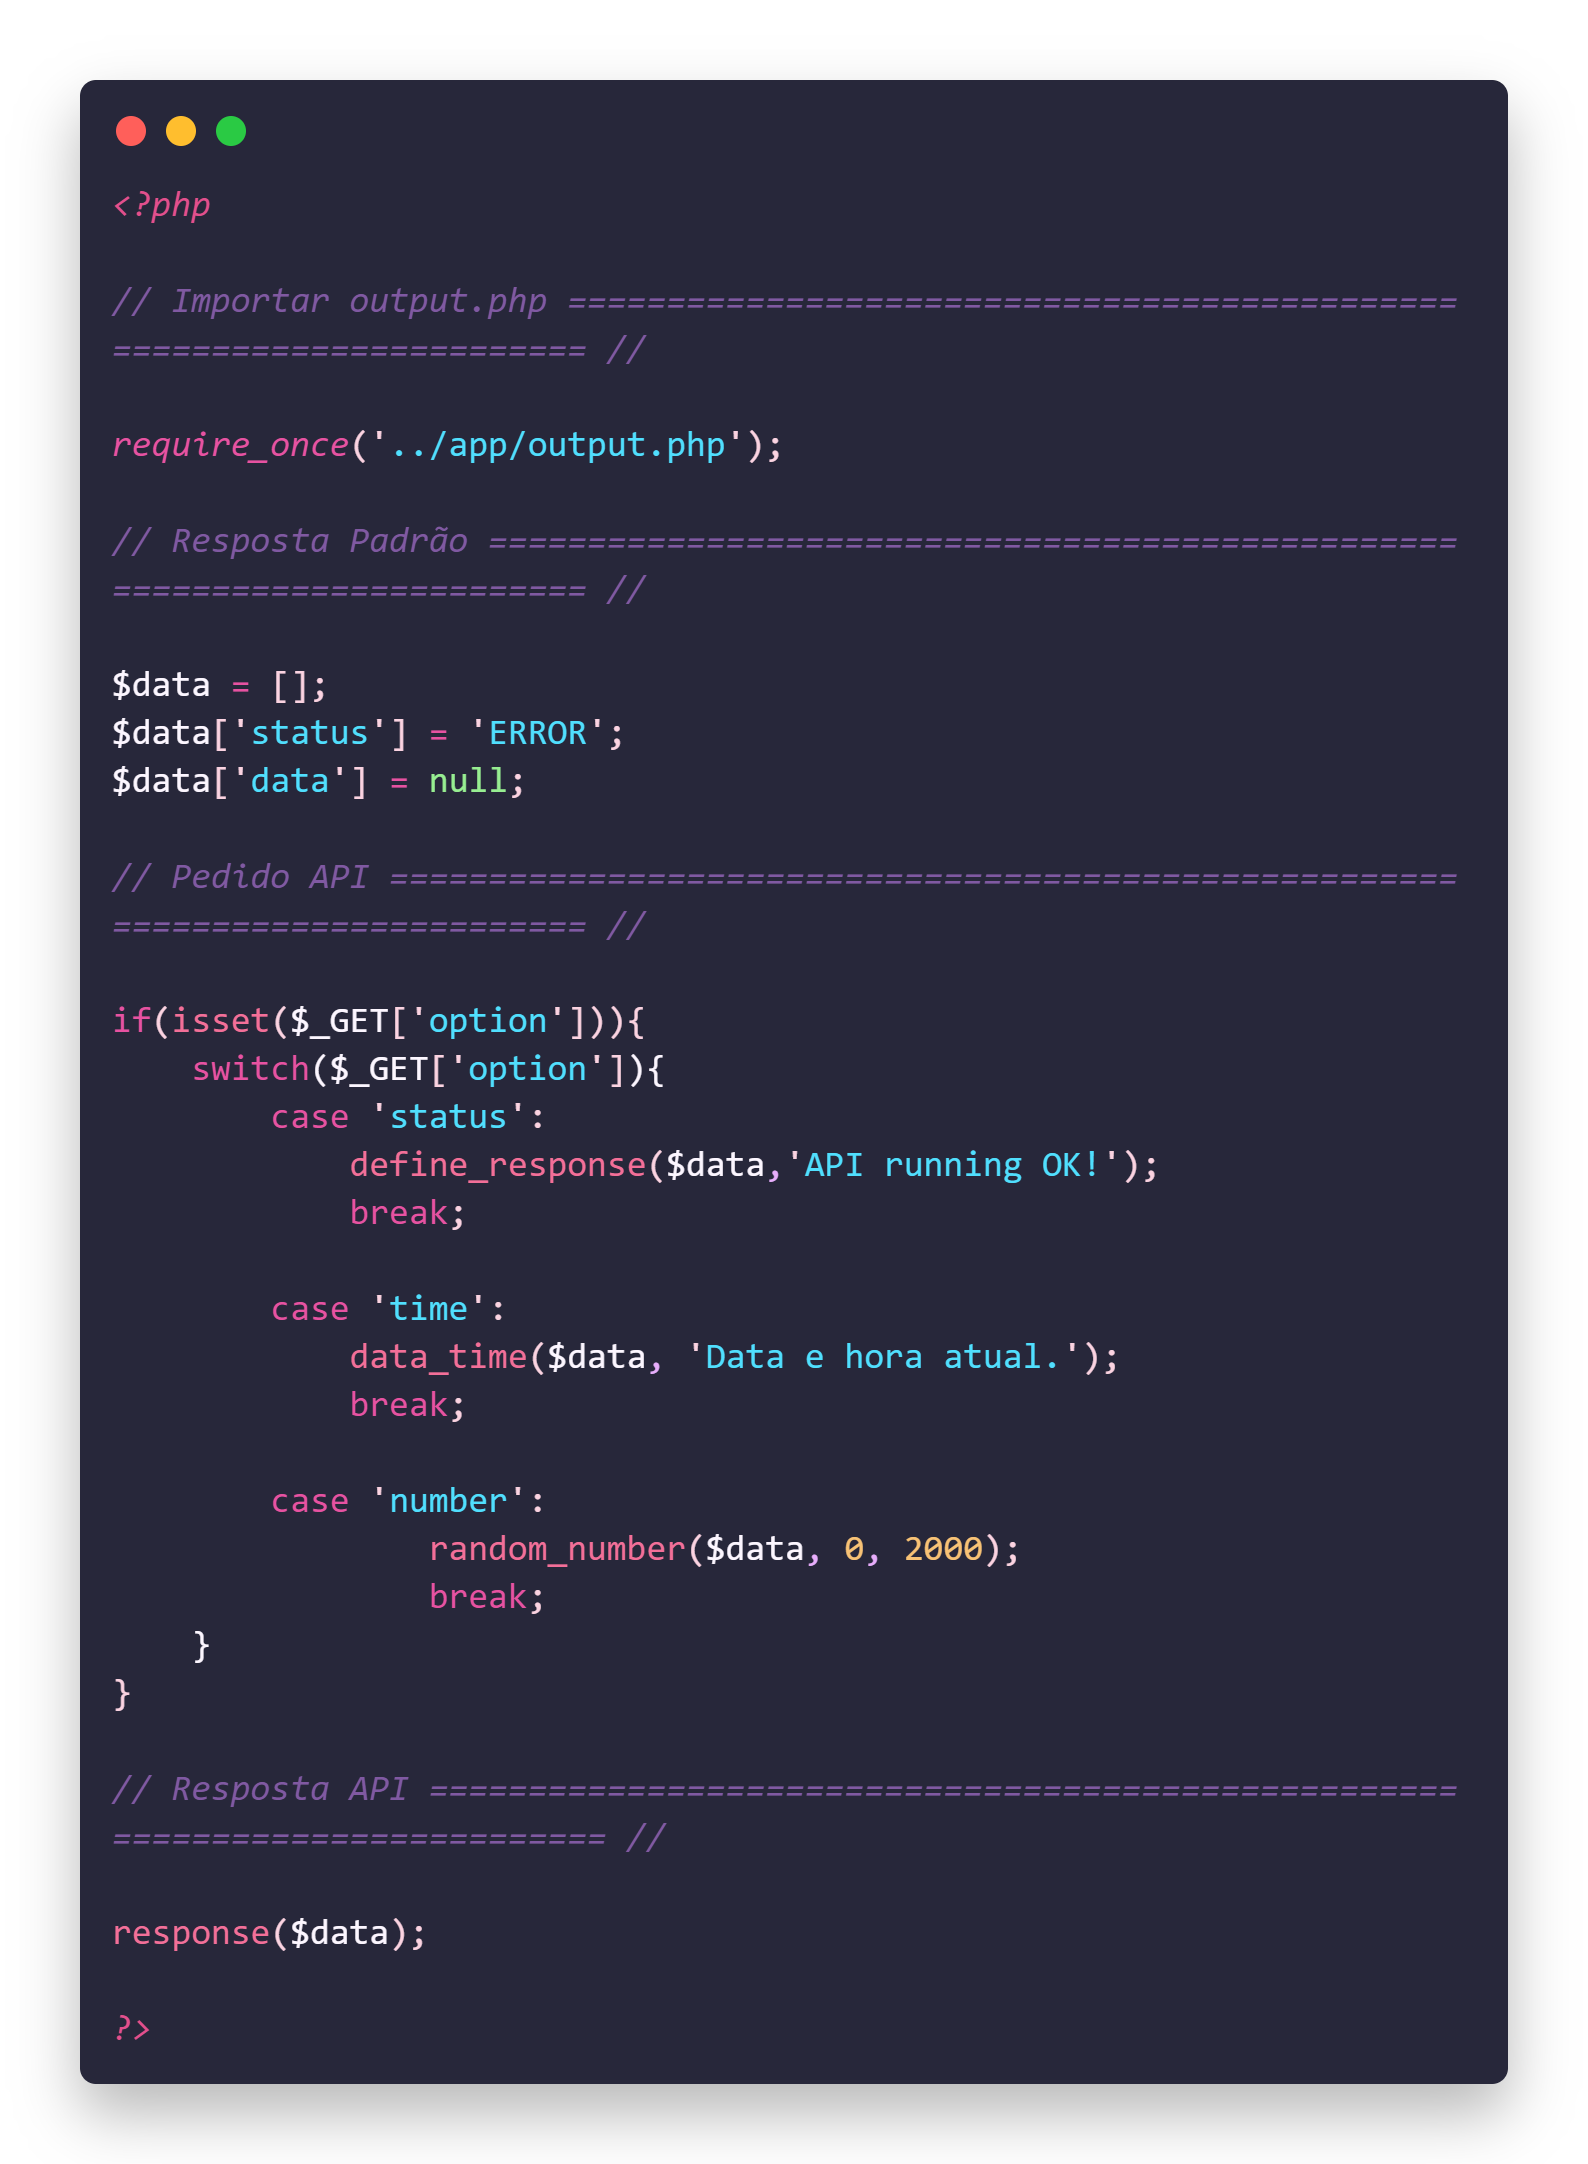 <?php
// Importar output.php =============================================
======================== //
require_once('../app/output.php');
// Resposta Padrão =================================================
======================== //
$data = [];
$data['status'] = 'ERROR';
$data['data'] = null;
// Pedido API ======================================================
======================== //
if(isset($_GET['option'])){
    switch($_GET['option']){
        case 'status':
            define_response($data,'API running OK!');
            break;
        case 'time':
            data_time($data, 'Data e hora atual.');
            break;
        case 'number':
                random_number($data, 0, 2000);
                break;
    }
}
// Resposta API ====================================================
========================= //
response($data);
?>